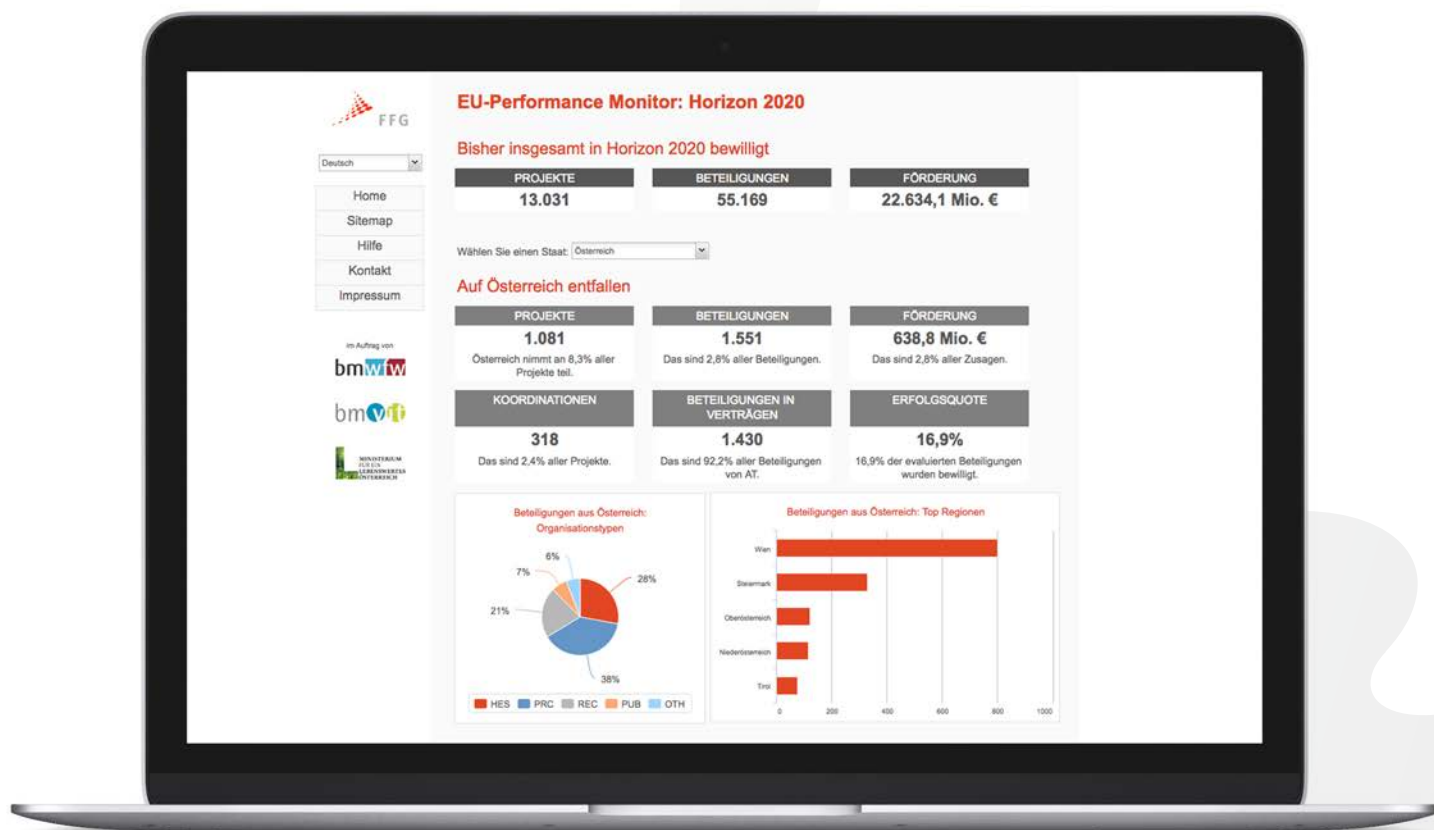 FFG
Deutsch
Home
Sitemap
Hilfe
Kontakt
Impressum
im Auftrag von
bmwfw
bmvit
MINISTERIUM
FÜR EIN
LEBENSWERTES
ÖSTERREICH
EU-Performance Monitor: Horizon 2020
Bisher insgesamt in Horizon 2020 bewilligt
PROJEKTE
13.031
BETEILIGUNGEN
55.169
FÖRDERUNG
22.634,1 Mio. €
Wählen Sie einen Staat: Österreich
Auf Österreich entfallen
PROJEKTE
1.081
Österreich nimmt an 8,3% aller
Projekte teil.
BETEILIGUNGEN
1.551
Das sind 2,8% aller Beteiligungen.
FÖRDERUNG
638,8 Mio. €
Das sind 2,8% aller Zusagen.
KOORDINATIONEN
318
Das sind 2,4% aller Projekte.
BETEILIGUNGEN IN
VERTRÄGEN
1.430
Das sind 92,2% aller Beteiligungen
von AT.
ERFOLGSQUOTE
16,9%
16,9% der evaluierten Beteiligungen
wurden bewilligt.
Beteiligungen aus Österreich:
Organisationstypen
6%
7%
28%
21%
38%
HES PRC REC PUB OTH
Beteiligungen aus Österreich: Top Regionen
Wien
Steiermark
Oberösterreich
Niederösterreich
Tirol
0 200 400 600 800 1000